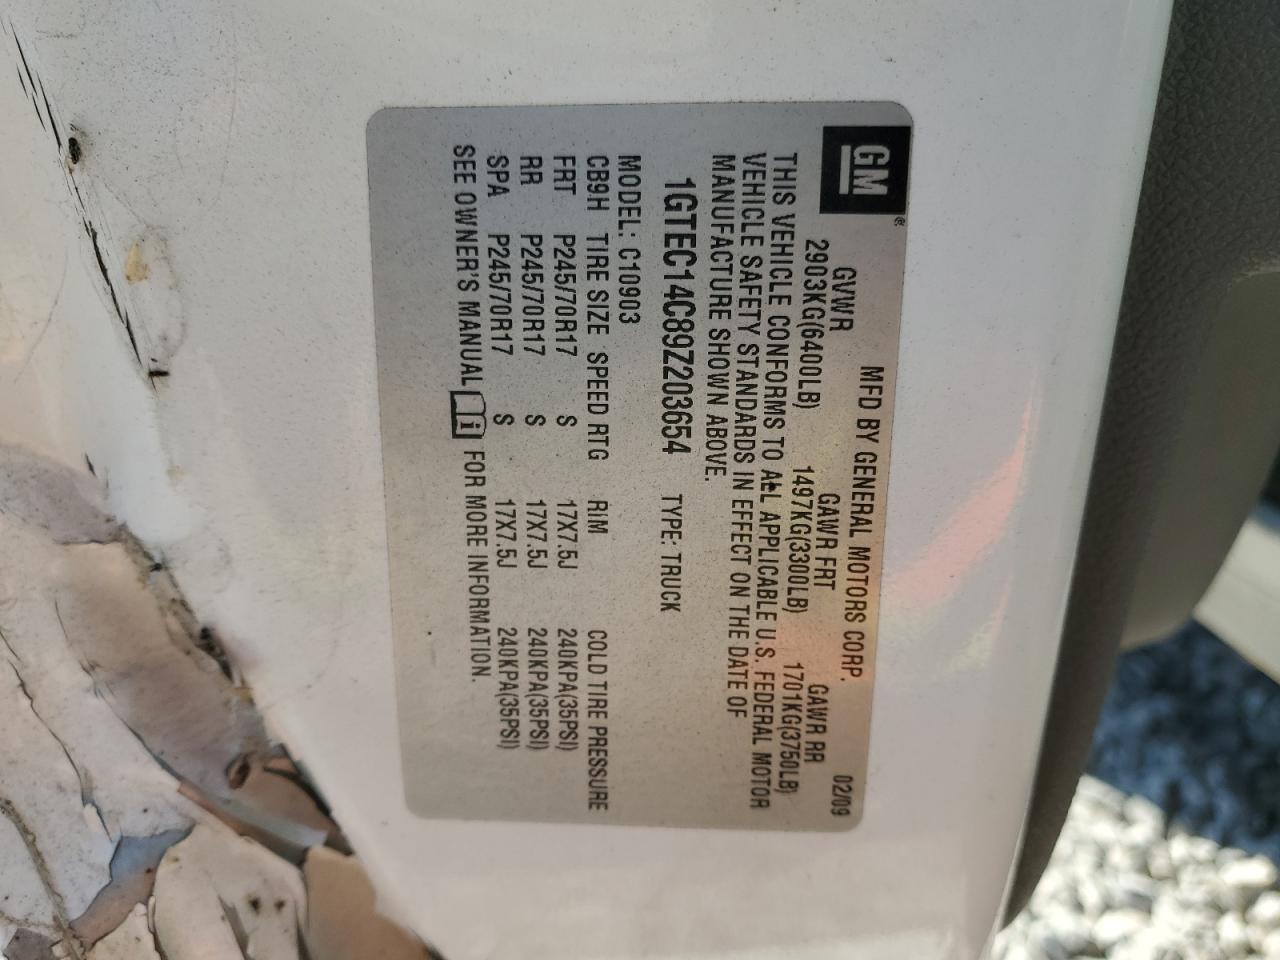 GM®
MFD BY GENERAL MOTORS CORP. 02/09
GVWR GAWR FRT GAWR RR
2903KG(6400LB) 1497KG(3300LB) 1701KG(3750LB)
THIS VEHICLE CONFORMS TO ALL APPLICABLE U.S. FEDERAL MOTOR
VEHICLE SAFETY STANDARDS IN EFFECT ON THE DATE OF
MANUFACTURE SHOWN ABOVE.
1GTEC14C89Z203654 TYPE: TRUCK
MODEL: C10903
CB9H TIRE SIZE SPEED RTG RIM COLD TIRE PRESSURE
FRT P245/70R17 S 17X7.5J 240KPA(35PSI)
RR P245/70R17 S 17X7.5J 240KPA(35PSI)
SPA P245/70R17 S 17X7.5J 240KPA(35PSI)
SEE OWNER'S MANUAL i FOR MORE INFORMATION.